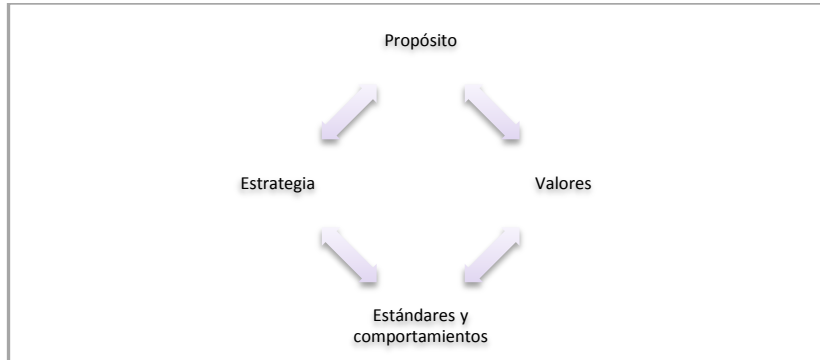 Propósito
Estrategia
Valores
Estándares y
comportamientos